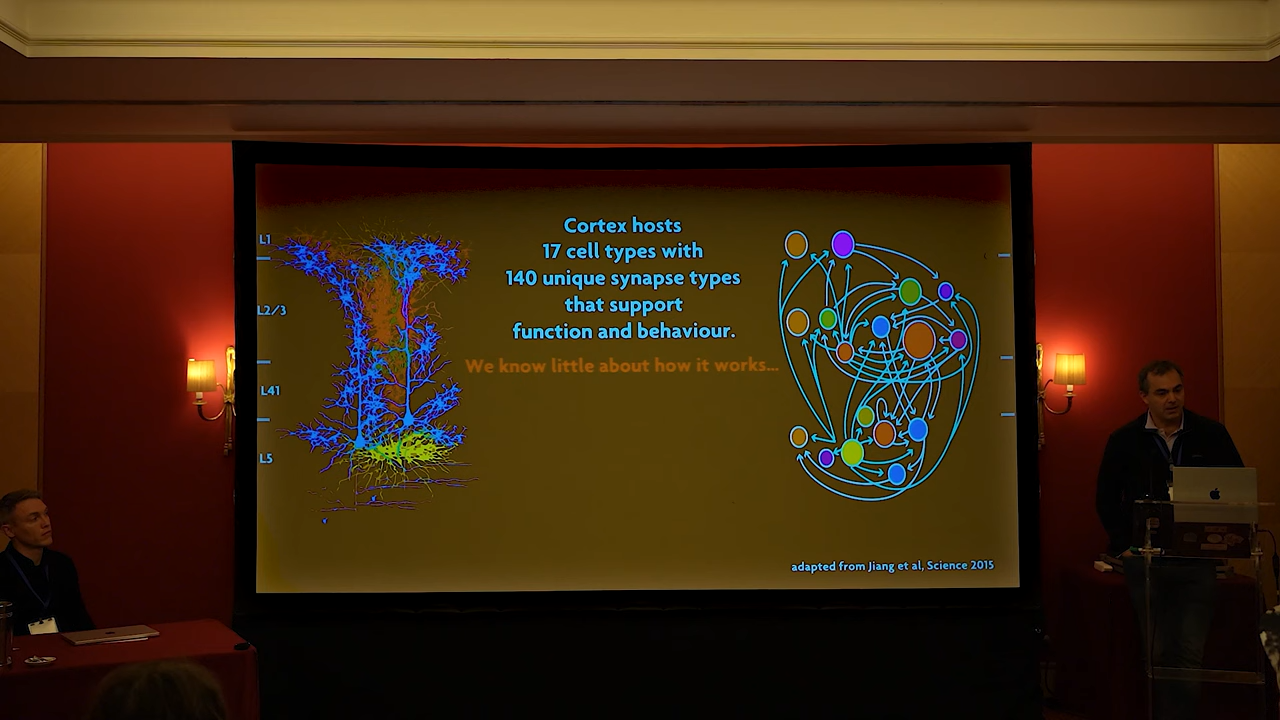 L1
L2/3
L41
L5
Cortex hosts
17 cell types with
140 unique synapse types
that support
function and behaviour.
We know little about how it works...
adapted from Jiang et al, Science 2015